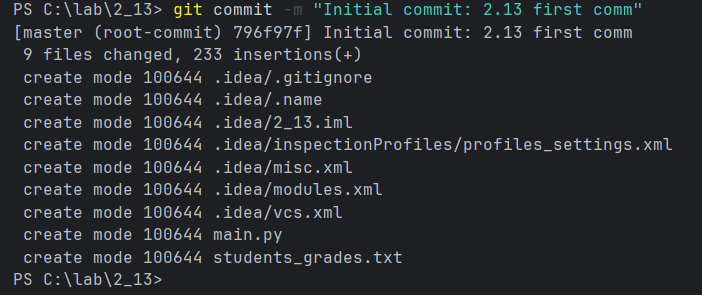 PS C:\lab\2_13> git commit -m "Initial commit: 2.13 first comm"
[master (root-commit) 796f97f] Initial commit: 2.13 first comm
 9 files changed, 233 insertions(+)
 create mode 100644 .idea/.gitignore
 create mode 100644 .idea/.name
 create mode 100644 .idea/2_13.iml
 create mode 100644 .idea/inspectionProfiles/profiles_settings.xml
 create mode 100644 .idea/misc.xml
 create mode 100644 .idea/modules.xml
 create mode 100644 .idea/vcs.xml
 create mode 100644 main.py
 create mode 100644 students_grades.txt
PS C:\lab\2_13>